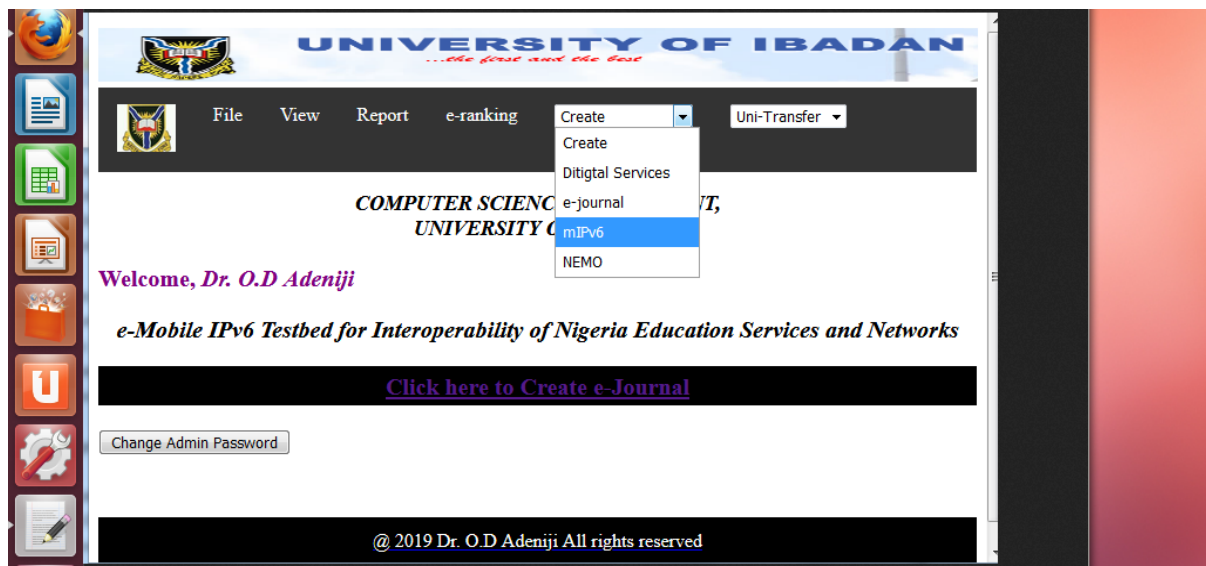 UNIVERSITY OF IBADAN
...the first and the best
File View Report e-ranking Create Uni-Transfer
Create
Ditigtal Services
e-journal
mIPv6
NEMO
COMPUTER SCIENC T,
UNIVERSITY
Welcome, Dr. O.D Adeniji
e-Mobile IPv6 Testbed for Interoperability of Nigeria Education Services and Networks
Click here to Create e-Journal
Change Admin Password
@ 2019 Dr. O.D Adeniji All rights reserved